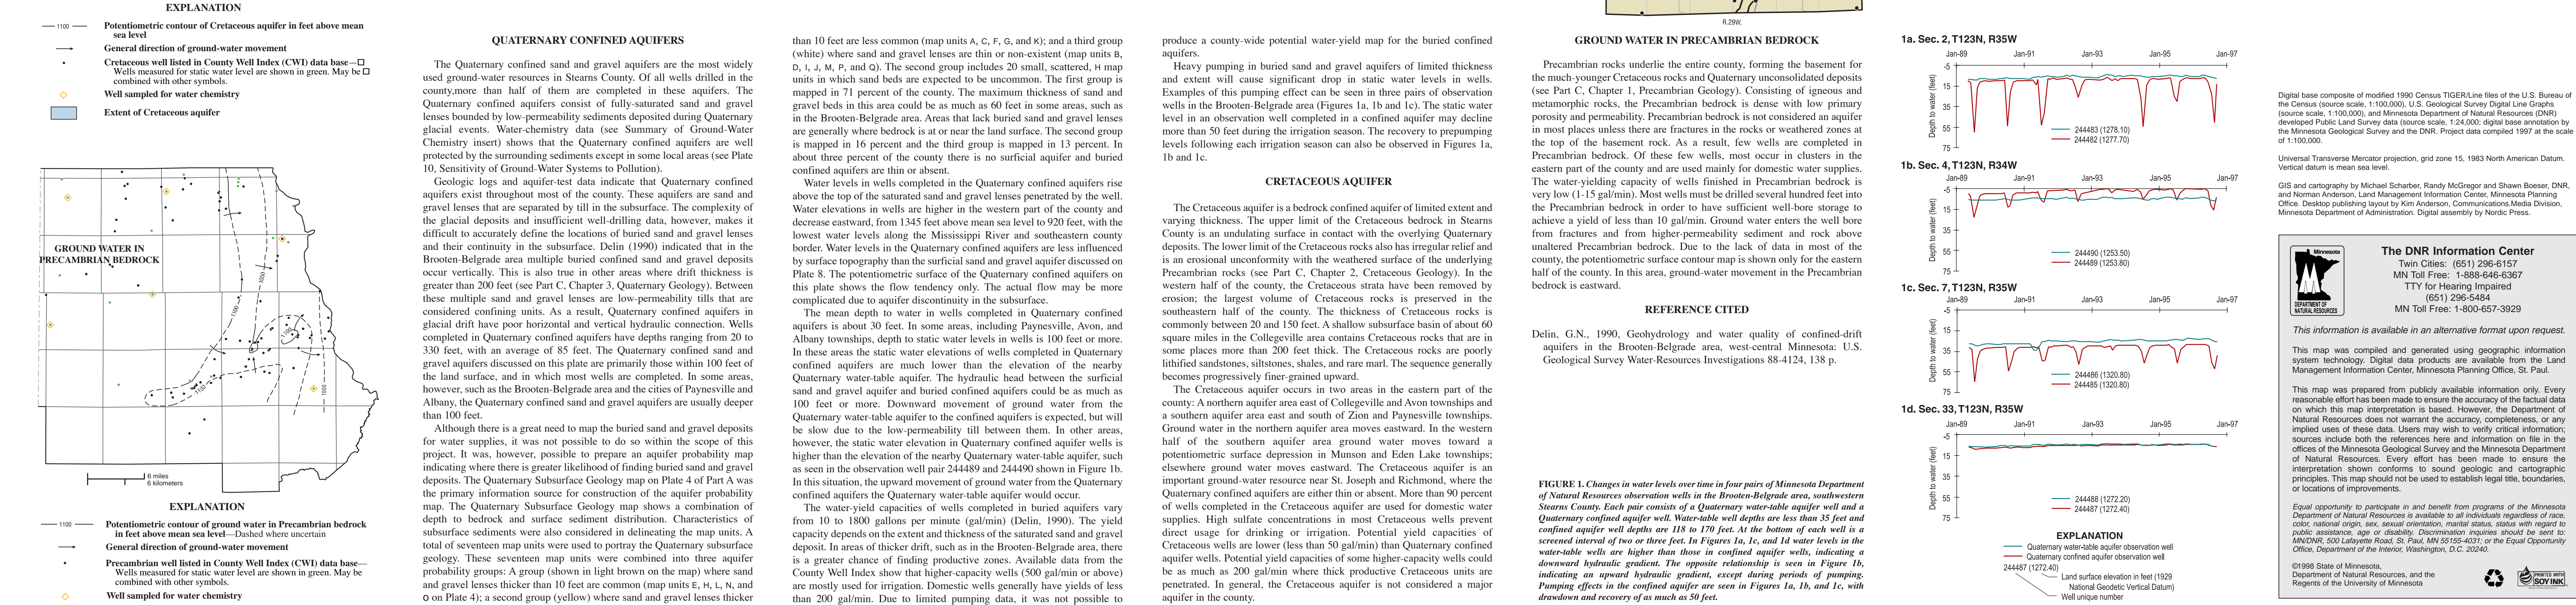 EXPLANATION
1100
Potentiometric contour of Cretaceous aquifer in feet above mean
sea level
General direction of ground-water movement
Cretaceous well listed in County Well Index (CWI) data base—
Wells measured for static water level are shown in green. May be
combined with other symbols.
Well sampled for water chemistry
Extent of Cretaceous aquifer
GROUND WATER IN
PRECAMBRIAN BEDROCK
1050
1100
1100
1100
1000
6 miles
6 kilometers
EXPLANATION
1100
Potentiometric contour of ground water in Precambrian bedrock
in feet above mean sea level—Dashed where uncertain
General direction of ground-water movement
Precambrian well listed in County Well Index (CWI) data base—
Wells measured for static water level are shown in green. May be
combined with other symbols.
Well sampled for water chemistry
QUATERNARY CONFINED AQUIFERS
The Quaternary confined sand and gravel aquifers are the most widely
used ground-water resources in Stearns County. Of all wells drilled in the
county,more than half of them are completed in these aquifers. The
Quaternary confined aquifers consist of fully-saturated sand and gravel
lenses bounded by low-permeability sediments deposited during Quaternary
glacial events. Water-chemistry data (see Summary of Ground-Water
Chemistry insert) shows that the Quaternary confined aquifers are well
protected by the surrounding sediments except in some local areas (see Plate
10, Sensitivity of Ground-Water Systems to Pollution).
Geologic logs and aquifer-test data indicate that Quaternary confined
aquifers exist throughout most of the county. These aquifers are sand and
gravel lenses that are separated by till in the subsurface. The complexity of
the glacial deposits and insufficient well-drilling data, however, makes it
difficult to accurately define the locations of buried sand and gravel lenses
and their continuity in the subsurface. Delin (1990) indicated that in the
Brooten-Belgrade area multiple buried confined sand and gravel deposits
occur vertically. This is also true in other areas where drift thickness is
greater than 200 feet (see Part C, Chapter 3, Quaternary Geology). Between
these multiple sand and gravel lenses are low-permeability tills that are
considered confining units. As a result, Quaternary confined aquifers in
glacial drift have poor horizontal and vertical hydraulic connection. Wells
completed in Quaternary confined aquifers have depths ranging from 20 to
330 feet, with an average of 85 feet. The Quaternary confined sand and
gravel aquifers discussed on this plate are primarily those within 100 feet of
the land surface, and in which most wells are completed. In some areas,
however, such as the Brooten-Belgrade area and the cities of Paynesville and
Albany, the Quaternary confined sand and gravel aquifers are usually deeper
than 100 feet.
Although there is a great need to map the buried sand and gravel deposits
for water supplies, it was not possible to do so within the scope of this
project. It was, however, possible to prepare an aquifer probability map
indicating where there is greater likelihood of finding buried sand and gravel
deposits. The Quaternary Subsurface Geology map on Plate 4 of Part A was
the primary information source for construction of the aquifer probability
map. The Quaternary Subsurface Geology map shows a combination of
depth to bedrock and surface sediment distribution. Characteristics of
subsurface sediments were also considered in delineating the map units. A
total of seventeen map units were used to portray the Quaternary subsurface
geology. These seventeen map units were combined into three aquifer
probability groups: A group (shown in light brown on the map) where sand
and gravel lenses thicker than 10 feet are common (map units E, H, L, N, and
O on Plate 4); a second group (yellow) where sand and gravel lenses thicker
than 10 feet are less common (map units A, C, F, G, and K); and a third group
(white) where sand and gravel lenses are thin or non-existent (map units B,
D, I, J, M, P, and Q). The second group includes 20 small, scattered, H map
units in which sand beds are expected to be uncommon. The first group is
mapped in 71 percent of the county. The maximum thickness of sand and
gravel beds in this area could be as much as 60 feet in some areas, such as
in the Brooten-Belgrade area. Areas that lack buried sand and gravel lenses
are generally where bedrock is at or near the land surface. The second group
is mapped in 16 percent and the third group is mapped in 13 percent. In
about three percent of the county there is no surficial aquifer and buried
confined aquifers are thin or absent.
Water levels in wells completed in the Quaternary confined aquifers rise
above the top of the saturated sand and gravel lenses penetrated by the well.
Water elevations in wells are higher in the western part of the county and
decrease eastward, from 1345 feet above mean sea level to 920 feet, with the
lowest water levels along the Mississippi River and southeastern county
border. Water levels in the Quaternary confined aquifers are less influenced
by surface topography than the surficial sand and gravel aquifer discussed on
Plate 8. The potentiometric surface of the Quaternary confined aquifers on
this plate shows the flow tendency only. The actual flow may be more
complicated due to aquifer discontinuity in the subsurface.
The mean depth to water in wells completed in Quaternary confined
aquifers is about 30 feet. In some areas, including Paynesville, Avon, and
Albany townships, depth to static water levels in wells is 100 feet or more.
In these areas the static water elevations of wells completed in Quaternary
confined aquifers are much lower than the elevation of the nearby
Quaternary water-table aquifer. The hydraulic head between the surficial
sand and gravel aquifer and buried confined aquifers could be as much as
100 feet or more. Downward movement of ground water from the
Quaternary water-table aquifer to the confined aquifers is expected, but will
be slow due to the low-permeability till between them. In other areas,
however, the static water elevation in Quaternary confined aquifer wells is
higher than the elevation of the nearby Quaternary water-table aquifer, such
as seen in the observation well pair 244489 and 244490 shown in Figure 1b.
In this situation, the upward movement of ground water from the Quaternary
confined aquifers the Quaternary water-table aquifer would occur.
The water-yield capacities of wells completed in buried aquifers vary
from 10 to 1800 gallons per minute (gal/min) (Delin, 1990). The yield
capacity depends on the extent and thickness of the saturated sand and gravel
deposit. In areas of thicker drift, such as in the Brooten-Belgrade area, there
is a greater chance of finding productive zones. Available data from the
County Well Index show that higher-capacity wells (500 gal/min or above)
are mostly used for irrigation. Domestic wells generally have yields of less
than 200 gal/min. Due to limited pumping data, it was not possible to
produce a county-wide potential water-yield map for the buried confined
aquifers.
Heavy pumping in buried sand and gravel aquifers of limited thickness
and extent will cause significant drop in static water levels in wells.
Examples of this pumping effect can be seen in three pairs of observation
wells in the Brooten-Belgrade area (Figures 1a, 1b and 1c). The static water
level in an observation well completed in a confined aquifer may decline
more than 50 feet during the irrigation season. The recovery to prepumping
levels following each irrigation season can also be observed in Figures 1a,
1b and 1c.
CRETACEOUS AQUIFER
The Cretaceous aquifer is a bedrock confined aquifer of limited extent and
varying thickness. The upper limit of the Cretaceous bedrock in Stearns
County is an undulating surface in contact with the overlying Quaternary
deposits. The lower limit of the Cretaceous rocks also has irregular relief and
is an erosional unconformity with the weathered surface of the underlying
Precambrian rocks (see Part C, Chapter 2, Cretaceous Geology). In the
western half of the county, the Cretaceous strata have been removed by
erosion; the largest volume of Cretaceous rocks is preserved in the
southeastern half of the county. The thickness of Cretaceous rocks is
commonly between 20 and 150 feet. A shallow subsurface basin of about 60
square miles in the Collegeville area contains Cretaceous rocks that are in
some places more than 200 feet thick. The Cretaceous rocks are poorly
lithified sandstones, siltstones, shales, and rare marl. The sequence generally
becomes progressively finer-grained upward.
The Cretaceous aquifer occurs in two areas in the eastern part of the
county: A northern aquifer area east of Collegeville and Avon townships and
a southern aquifer area east and south of Zion and Paynesville townships.
Ground water in the northern aquifer area moves eastward. In the western
half of the southern aquifer area ground water moves toward a
potentiometric surface depression in Munson and Eden Lake townships;
elsewhere ground water moves eastward. The Cretaceous aquifer is an
important ground-water resource near St. Joseph and Richmond, where the
Quaternary confined aquifers are either thin or absent. More than 90 percent
of wells completed in Cretaceous aquifer are used for domestic water
supplies. High sulfate concentrations in most Cretaceous wells prevent
direct usage for drinking or irrigation. Potential yield capacities of
Cretaceous wells are lower (less than 50 gal/min) than Quaternary confined
aquifer wells. Potential yield capacities of some higher-capacity wells could
be as much as 200 gal/min where thick productive Cretaceous units are
penetrated. In general, the Cretaceous aquifer is not considered a major
aquifer in the county.
R.29W.
GROUND WATER IN PRECAMBRIAN BEDROCK
Precambrian rocks underlie the entire county, forming the basement for
the much-younger Cretaceous rocks and Quaternary unconsolidated deposits
(see Part C, Chapter 1, Precambrian Geology). Consisting of igneous and
metamorphic rocks, the Precambrian bedrock is dense with low primary
porosity and permeability. Precambrian bedrock is not considered an aquifer
in most places unless there are fractures in the rocks or weathered zones at
the top of the basement rock. As a result, few wells are completed in
Precambrian bedrock. Of these few wells, most occur in clusters in the
eastern part of the county and are used mainly for domestic water supplies.
The water-yielding capacity of wells finished in Precambrian bedrock is
very low (1-15 gal/min). Most wells must be drilled several hundred feet into
the Precambrian bedrock in order to have sufficient well-bore storage to
achieve a yield of less than 10 gal/min. Ground water enters the well bore
from fractures and from higher-permeability sediment and rock above
unaltered Precambrian bedrock. Due to the lack of data in most of the
county, the potentiometric surface contour map is shown only for the eastern
half of the county. In this area, ground-water movement in the Precambrian
bedrock is eastward.
REFERENCE CITED
Delin, G.N., 1990, Geohydrology and water quality of confined-drift
aquifers in the Brooten-Belgrade area, west-central Minnesota: U.S.
Geological Survey Water-Resources Investigations 88-4124, 138 p.
FIGURE 1. Changes in water levels over time in four pairs of Minnesota Department
of Natural Resources observation wells in the Brooten-Belgrade area, southwestern
Stearns County. Each pair consists of a Quaternary water-table aquifer well and a
Quaternary confined aquifer well. Water-table well depths are less than 35 feet and
confined aquifer well depths are 118 to 170 feet. At the bottom of each well is a
screened interval of two or three feet. In Figures 1a, 1c, and 1d water levels in the
water-table wells are higher than those in confined aquifer wells, indicating a
downward hydraulic gradient. The opposite relationship is seen in Figure 1b,
indicating an upward hydraulic gradient, except during periods of pumping.
Pumping effects in the confined aquifer are seen in Figures 1a, 1b, and 1c, with
drawdown and recovery of as much as 50 feet.
1a. Sec. 2, T123N, R35W
Jan-89 Jan-91 Jan-93 Jan-95 Jan-97
Depth to water (feet)
-5
15
35
55
75
244483 (1278.10)
244482 (1277.70)
1b. Sec. 4, T123N, R34W
Jan-89 Jan-91 Jan-93 Jan-95 Jan-97
Depth to water (feet)
-5
15
35
55
75
244490 (1253.50)
244489 (1253.80)
1c. Sec. 7, T123N, R35W
Jan-89 Jan-91 Jan-93 Jan-95 Jan-97
Depth to water (feet)
-5
15
35
55
75
244486 (1320.80)
244485 (1320.80)
1d. Sec. 33, T123N, R35W
Jan-89 Jan-91 Jan-93 Jan-95 Jan-97
Depth to water (feet)
-5
15
35
55
75
244488 (1272.20)
244487 (1272.40)
EXPLANATION
Quaternary water-table aquifer observation well
Quaternary confined aquifer observation well
244487 (1272.40)
Land surface elevation in feet (1929
National Geodetic Vertical Datum)
Well unique number
Digital base composite of modified 1990 Census TIGER/Line files of the U.S. Bureau of
the Census (source scale, 1:100,000), U.S. Geological Survey Digital Line Graphs
(source scale, 1:100,000), and Minnesota Department of Natural Resources (DNR)
developed Public Land Survey data (source scale, 1:24,000; digital base annotation by
the Minnesota Geological Survey and the DNR. Project data compiled 1997 at the scale
of 1:100,000.
Universal Transverse Mercator projection, grid zone 15, 1983 North American Datum.
Vertical datum is mean sea level.
GIS and cartography by Michael Scharber, Randy McGregor and Shawn Boeser, DNR,
and Norman Anderson, Land Management Information Center, Minnesota Planning
Office. Desktop publishing layout by Kim Anderson, Communications.Media Division,
Minnesota Department of Administration. Digital assembly by Nordic Press.
Minnesota
DEPARTMENT OF
NATURAL RESOURCES
The DNR Information Center
Twin Cities: (651) 296-6157
MN Toll Free: 1-888-646-6367
TTY for Hearing Impaired
(651) 296-5484
MN Toll Free: 1-800-657-3929
This information is available in an alternative format upon request.
This map was compiled and generated using geographic information
system technology. Digital data products are available from the Land
Management Information Center, Minnesota Planning Office, St. Paul.
This map was prepared from publicly available information only. Every
reasonable effort has been made to ensure the accuracy of the factual data
on which this map interpretation is based. However, the Department of
Natural Resources does not warrant the accuracy, completeness, or any
implied uses of these data. Users may wish to verify critical information;
sources include both the references here and information on file in the
offices of the Minnesota Geological Survey and the Minnesota Department
of Natural Resources. Every effort has been made to ensure the
interpretation shown conforms to sound geologic and cartographic
principles. This map should not be used to establish legal title, boundaries,
or locations of improvements.
Equal opportunity to participate in and benefit from programs of the Minnesota
Department of Natural Resources is available to all individuals regardless of race,
color, national origin, sex, sexual orientation, marital status, status with regard to
public assistance, age or disability. Discrimination inquiries should be sent to:
MN/DNR, 500 Lafayette Road, St. Paul, MN 55155-4031; or the Equal Opportunity
Office, Department of the Interior, Washington, D.C. 20240.
©1998 State of Minnesota,
Department of Natural Resources, and the
Regents of the University of Minnesota
PRINTED WITH
SOY INK